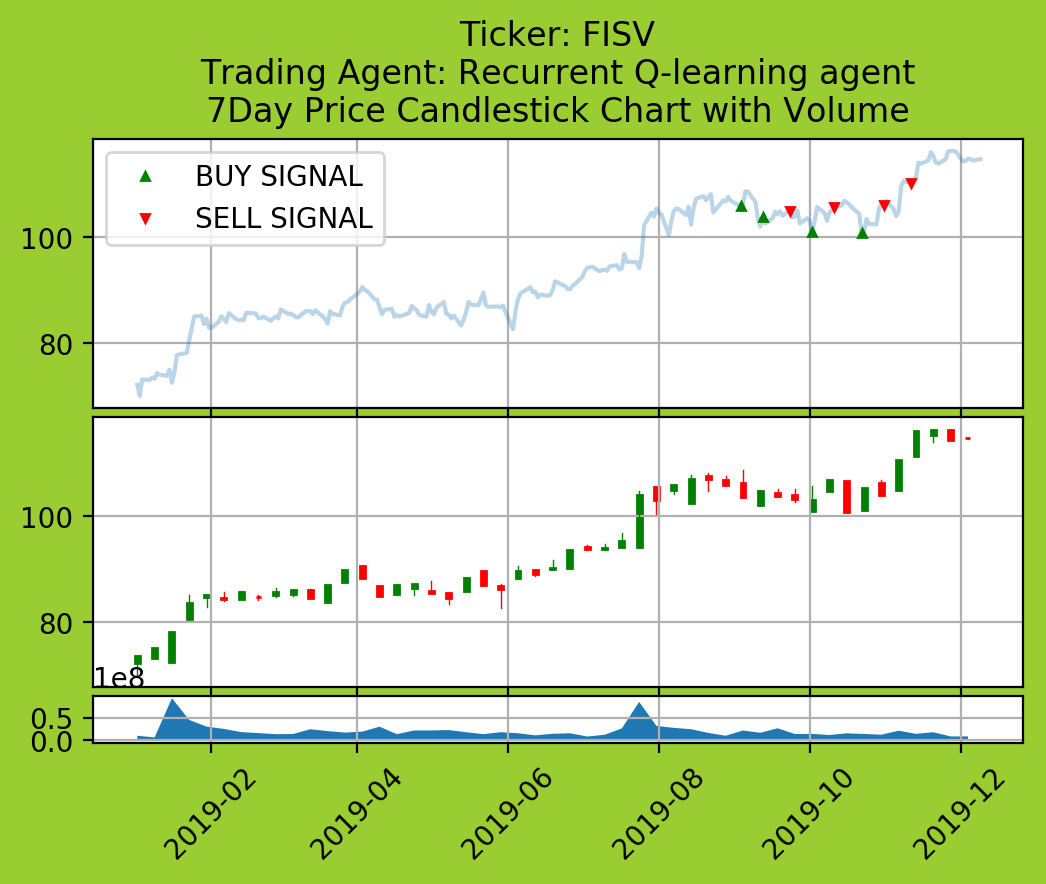 Ticker: FISV
Trading Agent: Recurrent Q-learning agent
7Day Price Candlestick Chart with Volume
BUY SIGNAL
SELL SIGNAL
100
80
100
80
1e8
0.5
0.0
2019-02
2019-04
2019-06
2019-08
2019-10
2019-12